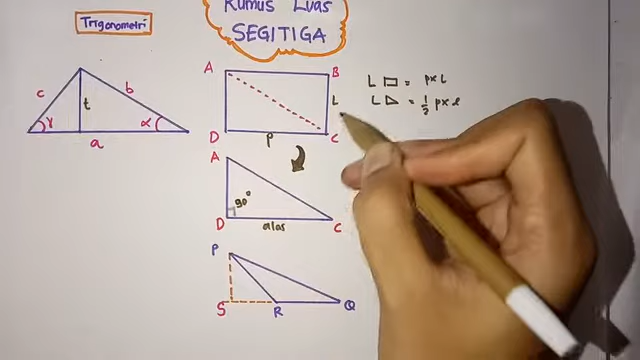 Rumus Luas
SEGITIGA
Trigonometri
c
b
t
γ
α
a
A
B
L
D
P
C
L ▭ = p x l
L ◺ = 1/2 p x l
A
90°
D
alas
C
P
S
R
Q